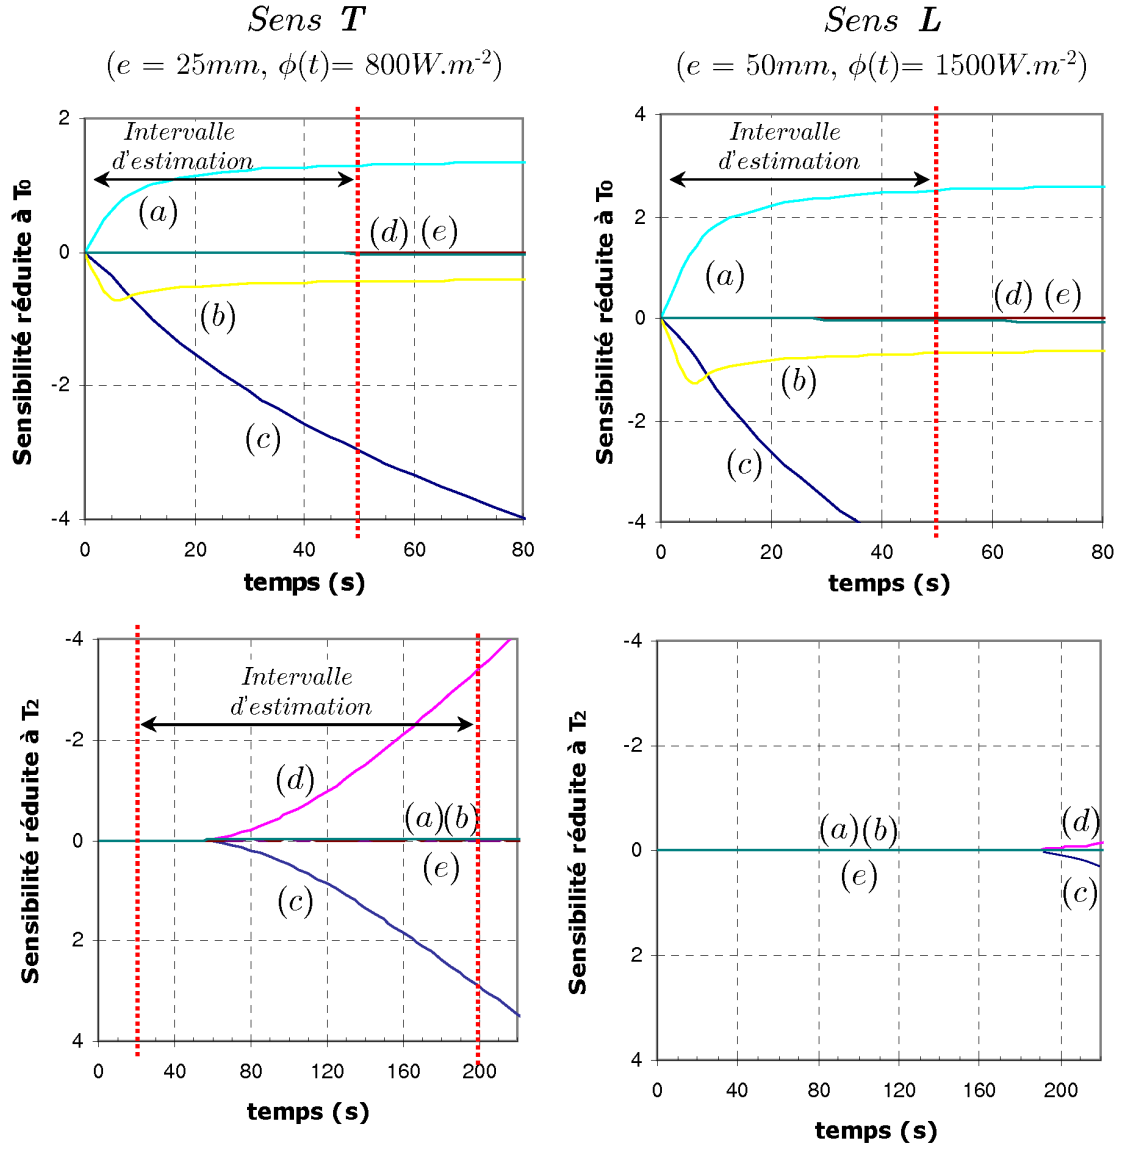 Sens T
(e = 25mm, ϕ(t)= 800W.m-2)
Sens L
(e = 50mm, ϕ(t)= 1500W.m-2)
Sensibilité réduite à T0
2
0
-2
-4
Intervalle
d'estimation
(a)
(d) (e)
(b)
(c)
0 20 40 60 80
temps (s)
Sensibilité réduite à T0
4
2
0
-2
-4
Intervalle
d'estimation
(a)
(d) (e)
(b)
(c)
0 20 40 60 80
temps (s)
Sensibilité réduite à T2
-4
-2
0
2
4
Intervalle
d'estimation
(d)
(a)(b)
(e)
(c)
0 40 80 120 160 200
temps (s)
Sensibilité réduite à T2
-4
-2
0
2
4
(a)(b)
(d)
(e)
(c)
0 40 80 120 160 200
temps (s)